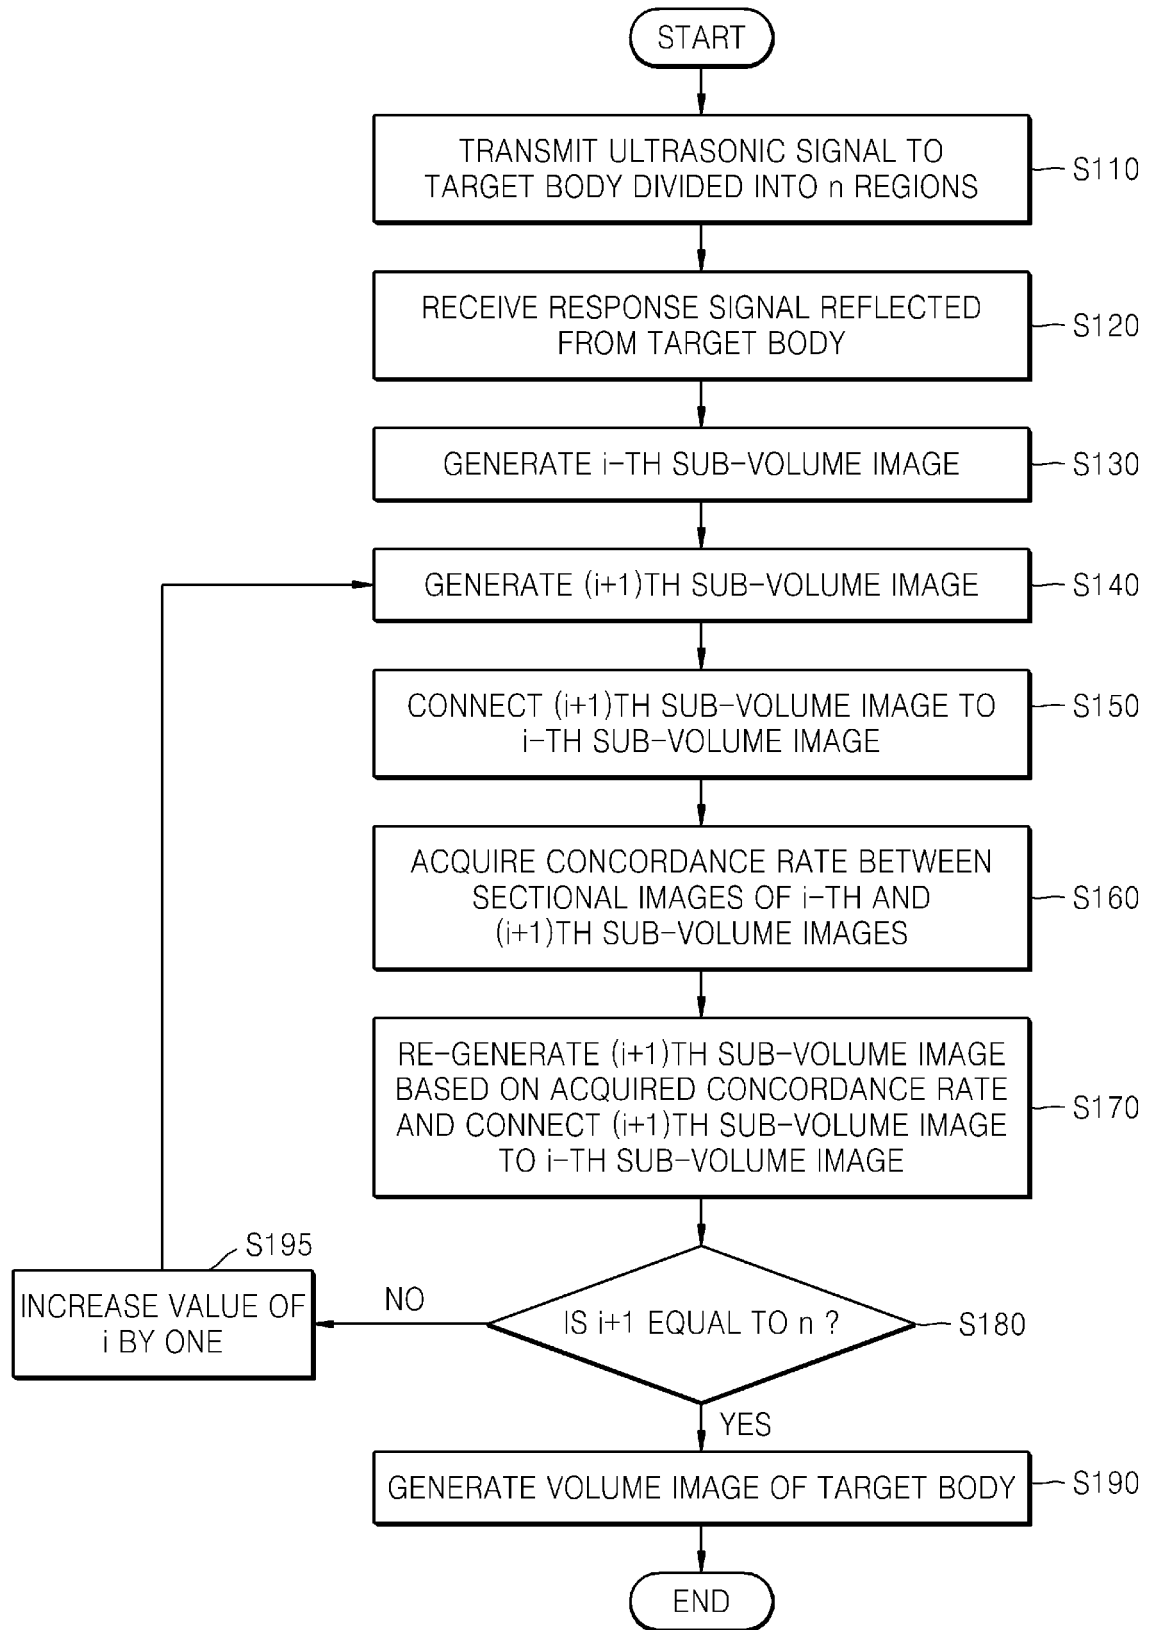 START
TRANSMIT ULTRASONIC SIGNAL TO
TARGET BODY DIVIDED INTO n REGIONS
S110
RECEIVE RESPONSE SIGNAL REFLECTED
FROM TARGET BODY
S120
GENERATE i-TH SUB-VOLUME IMAGE
S130
GENERATE (i+1)TH SUB-VOLUME IMAGE
S140
CONNECT (i+1)TH SUB-VOLUME IMAGE TO
i-TH SUB-VOLUME IMAGE
S150
ACQUIRE CONCORDANCE RATE BETWEEN
SECTIONAL IMAGES OF i-TH AND
(i+1)TH SUB-VOLUME IMAGES
S160
RE-GENERATE (i+1)TH SUB-VOLUME IMAGE
BASED ON ACQUIRED CONCORDANCE RATE
AND CONNECT (i+1)TH SUB-VOLUME IMAGE
TO i-TH SUB-VOLUME IMAGE
S170
S195
INCREASE VALUE OF
i BY ONE
NO
IS i+1 EQUAL TO n ?
S180
YES
GENERATE VOLUME IMAGE OF TARGET BODY
S190
END